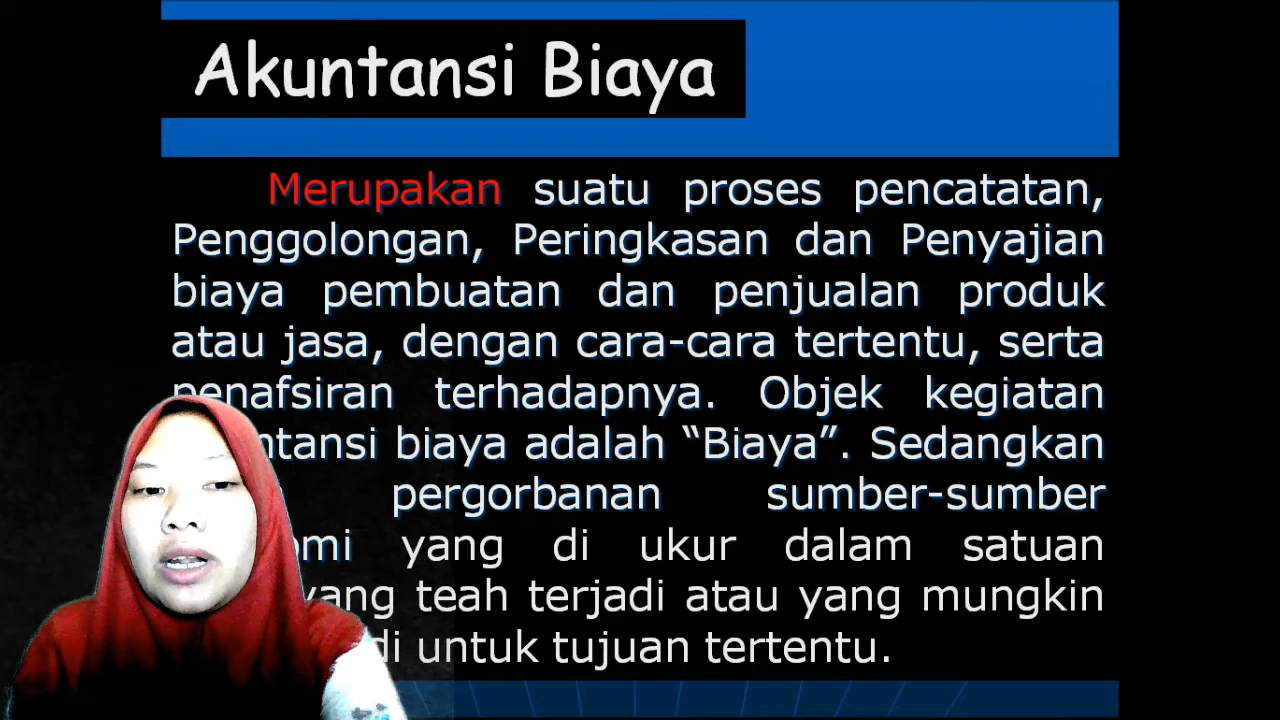 Akuntansi Biaya
Merupakan suatu proses pencatatan,
Penggolongan, Peringkasan dan Penyajian
biaya pembuatan dan penjualan produk
atau jasa, dengan cara-cara tertentu, serta
penafsiran terhadapnya. Objek kegiatan
biaya adalah “Biaya”. Sedangkan
pergorbanan sumber-sumber
yang di ukur dalam satuan
yang teah terjadi atau yang mungkin
untuk tujuan tertentu.